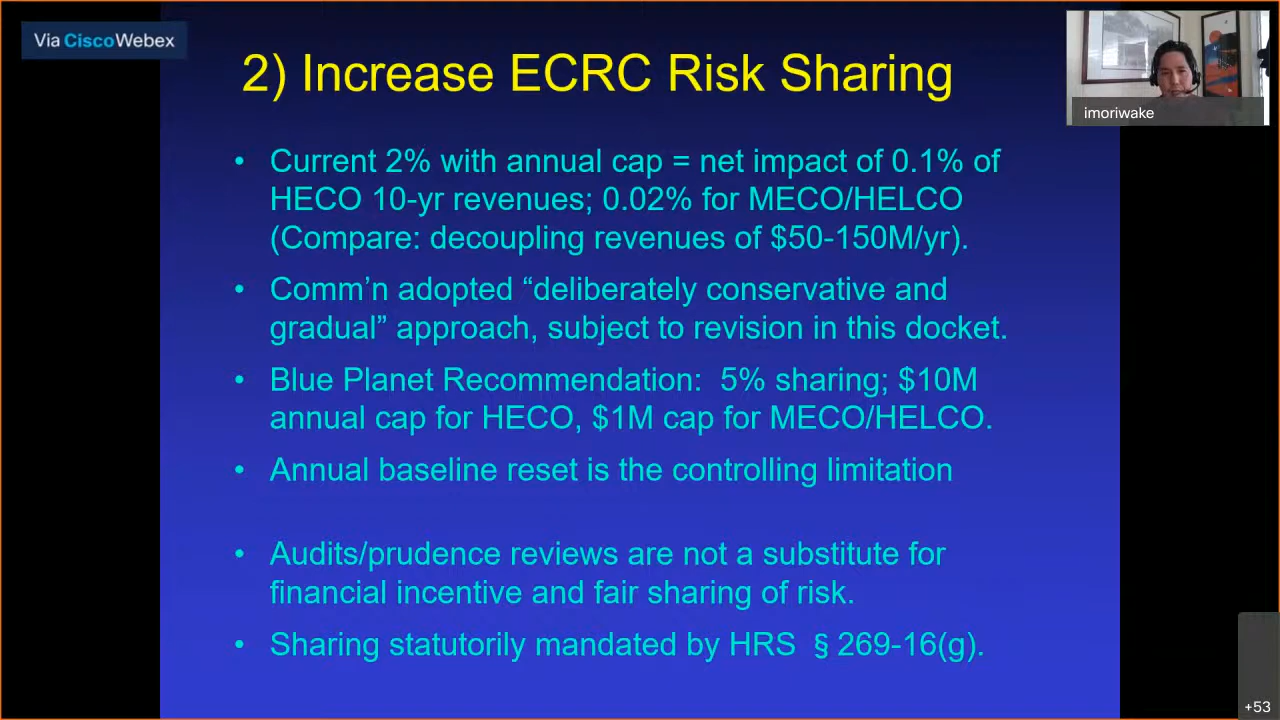 Via CiscoWebex
2) Increase ECRC Risk Sharing
imoriwake
• Current 2% with annual cap = net impact of 0.1% of
HECO 10-yr revenues; 0.02% for MECO/HELCO
(Compare: decoupling revenues of $50-150M/yr).
• Comm’n adopted “deliberately conservative and
gradual” approach, subject to revision in this docket.
• Blue Planet Recommendation:  5% sharing; $10M
annual cap for HECO, $1M cap for MECO/HELCO.
• Annual baseline reset is the controlling limitation
• Audits/prudence reviews are not a substitute for
financial incentive and fair sharing of risk.
• Sharing statutorily mandated by HRS  § 269-16(g).
+53